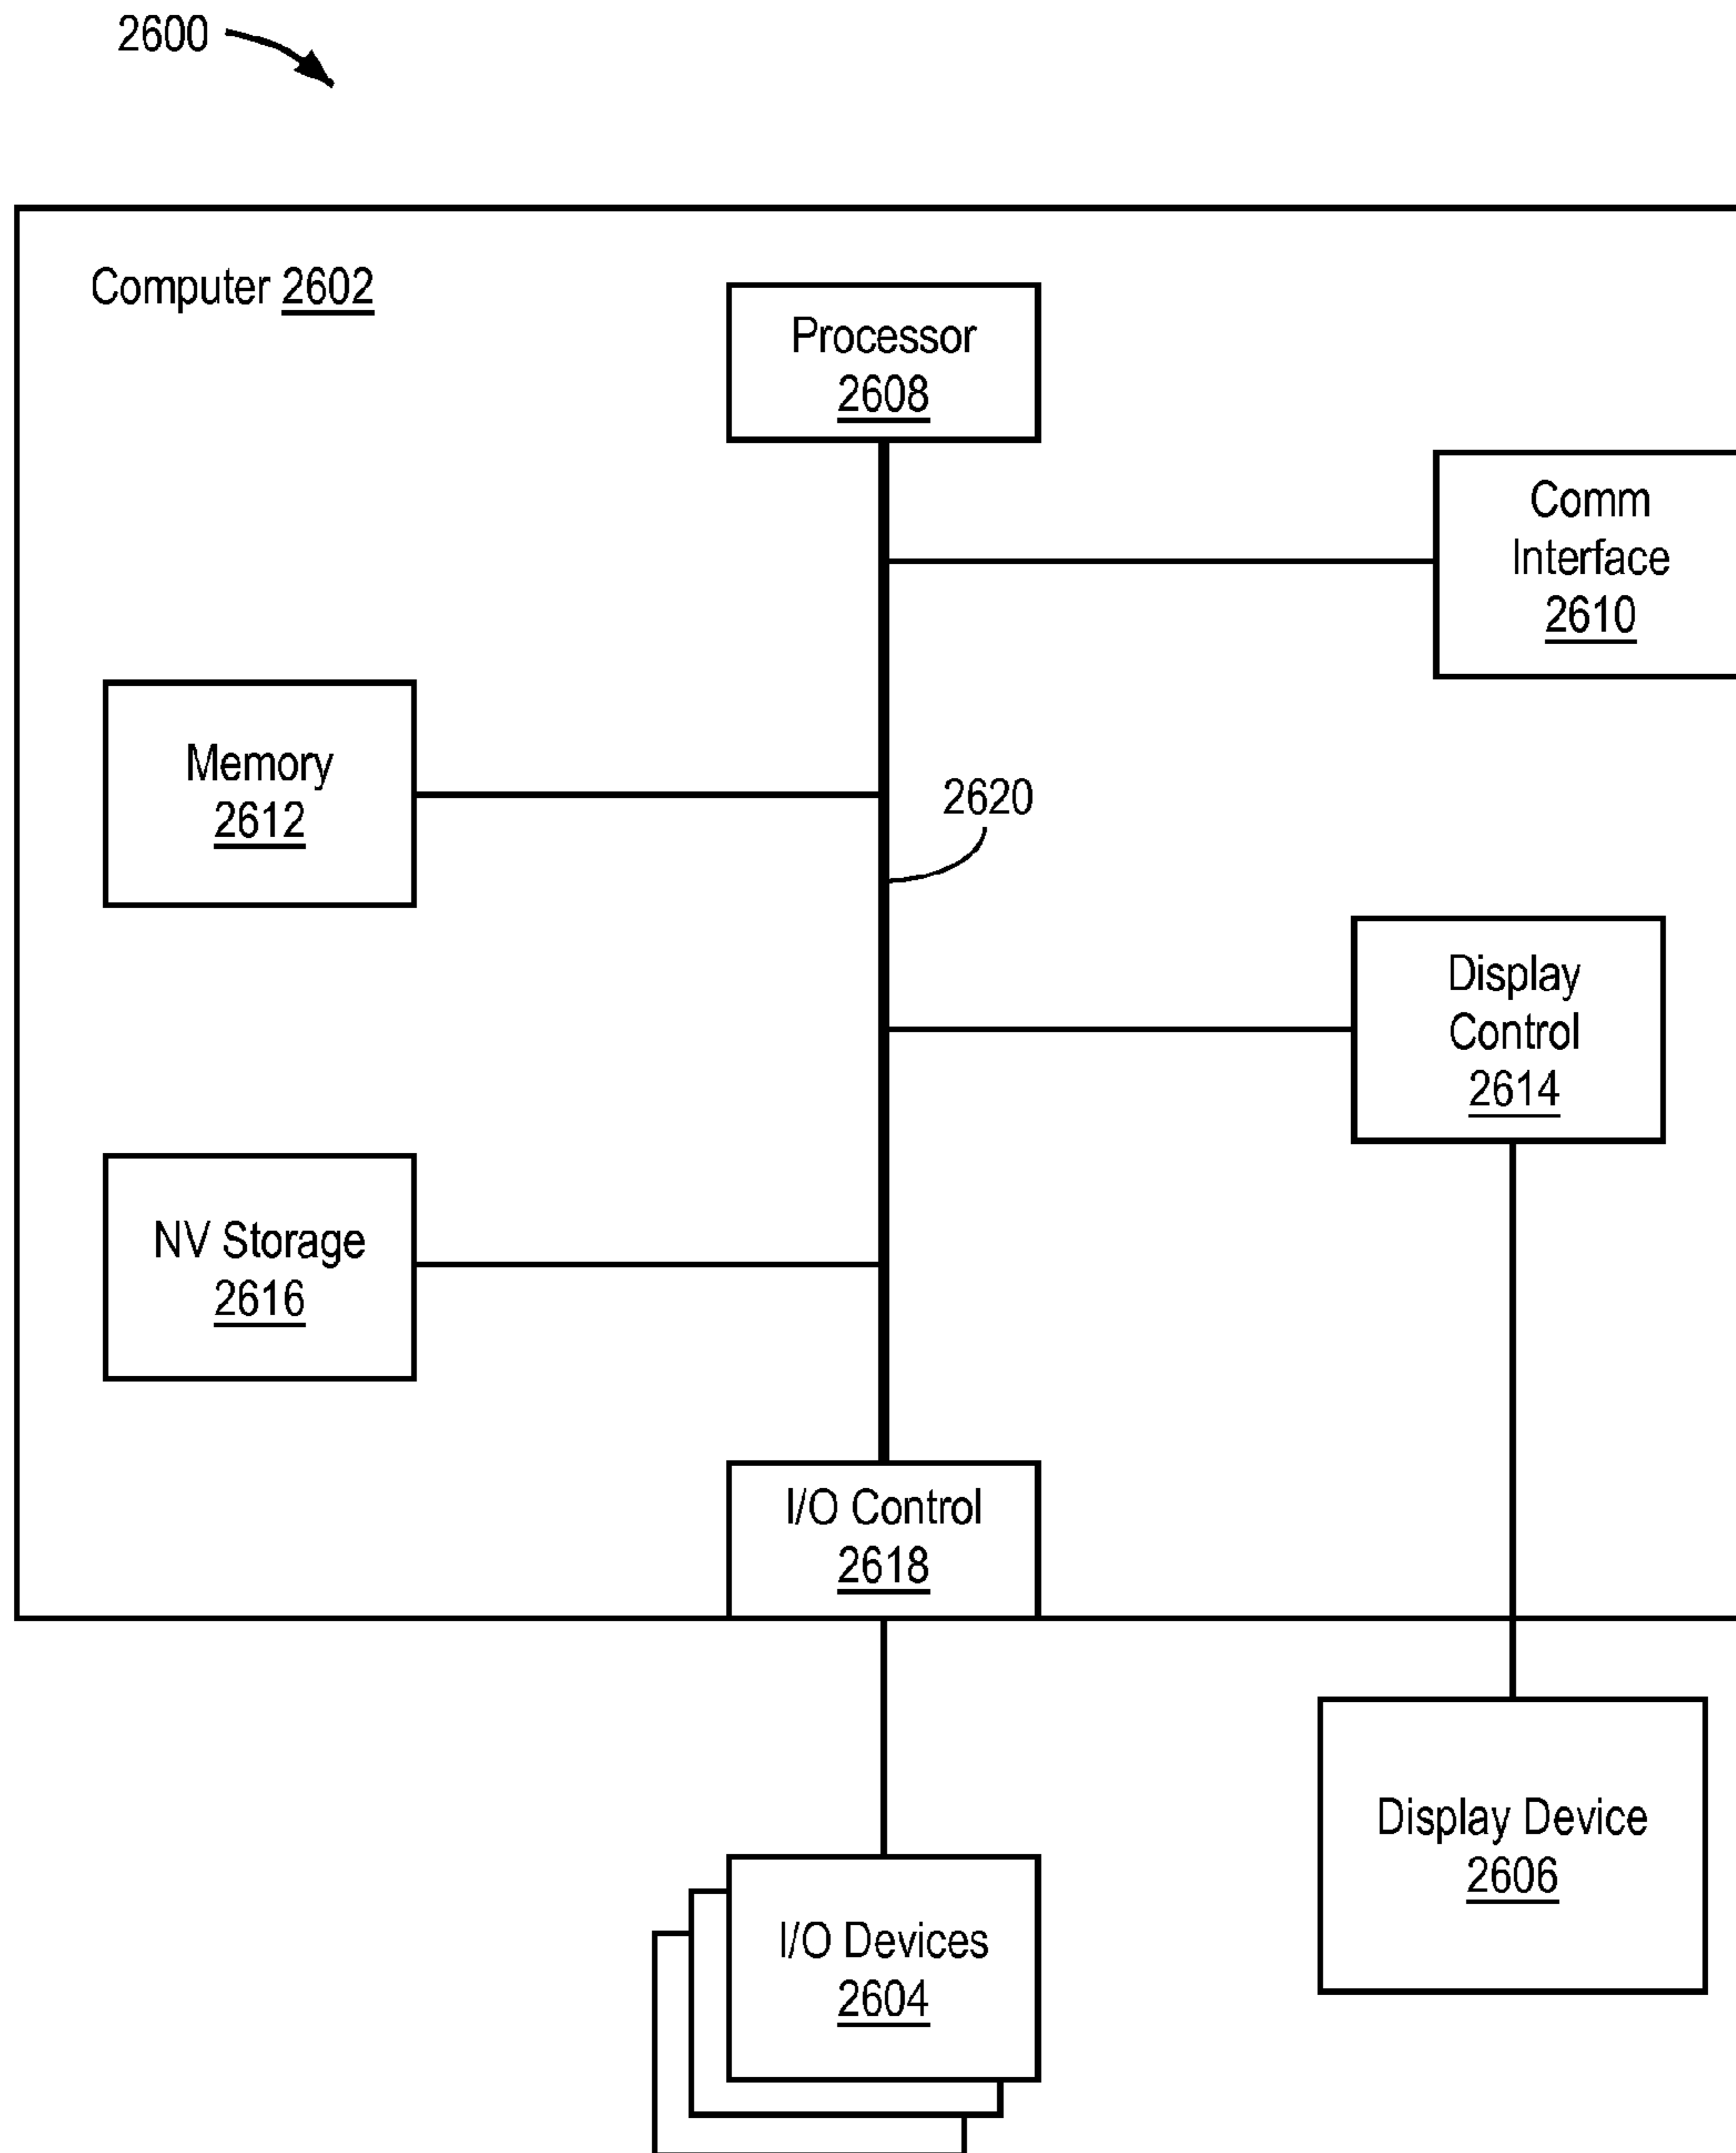 2600
Computer 2602
Processor
2608
Comm
Interface
2610
Memory
2612
2620
Display
Control
2614
NV Storage
2616
I/O Control
2618
Display Device
2606
I/O Devices
2604